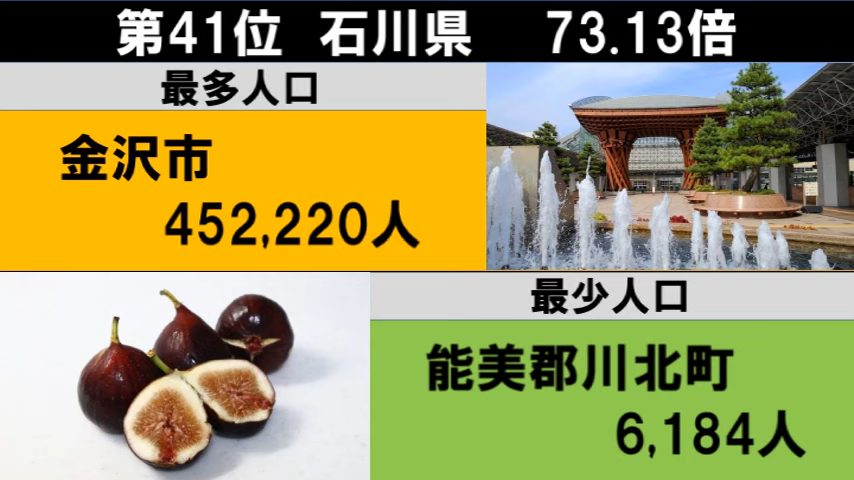 第41位 石川県 73.13倍
最多人口
金沢市
452,220人
最少人口
能美郡川北町
6,184人